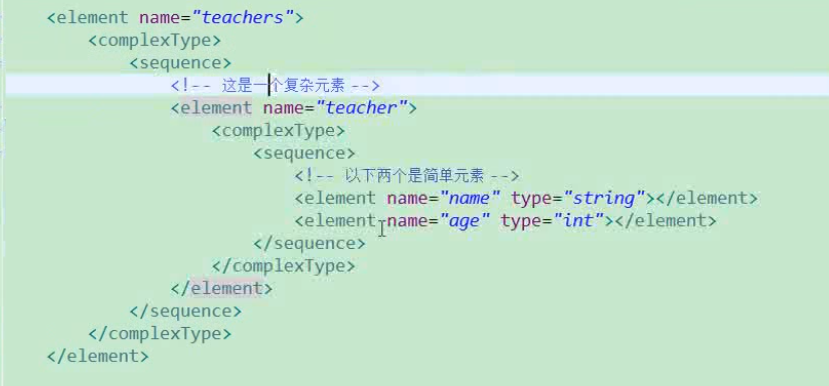 <element name="teachers">
<complexType>
<sequence>
<!-- 这是一个复杂元素 -->
<element name="teacher">
<complexType>
<sequence>
<!-- 以下两个是简单元素 -->
<element name="name" type="string"></element>
<element name="age" type="int"></element>
</sequence>
</complexType>
</element>
</sequence>
</complexType>
</element>